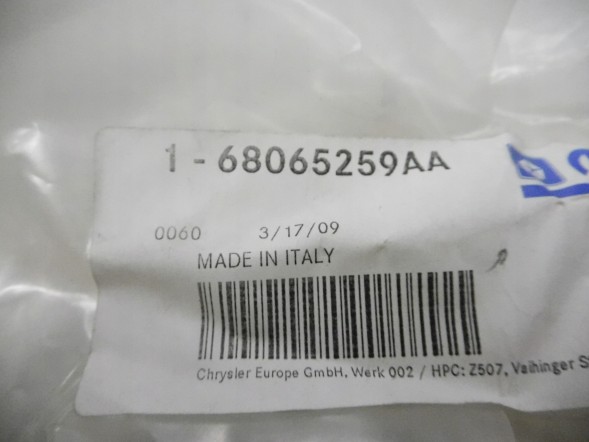 1 - 68065259AA
0060 3/17/09
MADE IN ITALY
Chrysler Europe GmbH, Werk 002 / HPC: Z507, Vaihinger S